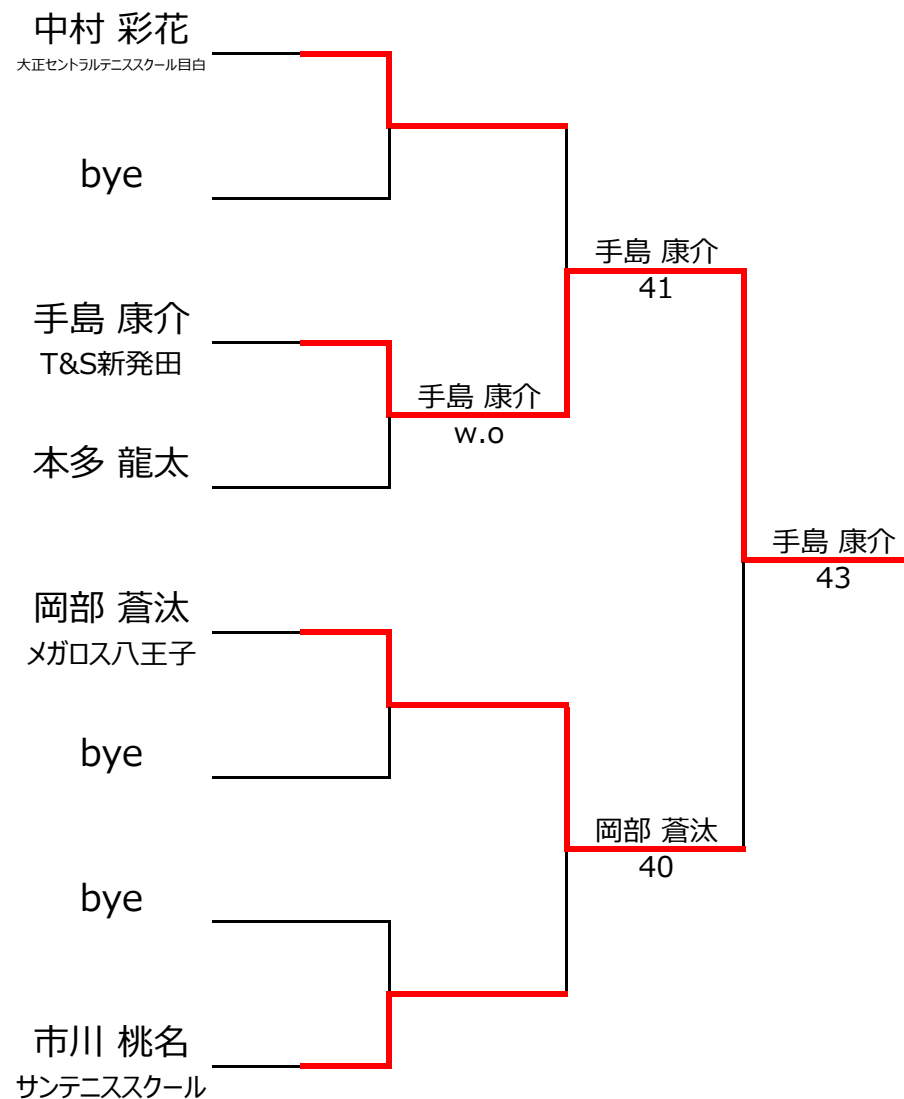 中村 彩花
大正セントラルテニススクール目白
bye
手島 康介
41
手島 康介
T&S新発田
手島 康介
w.o
本多 龍太
手島 康介
43
岡部 蒼汰
メガロス八王子
bye
岡部 蒼汰
40
bye
市川 桃名
サンテニススクール